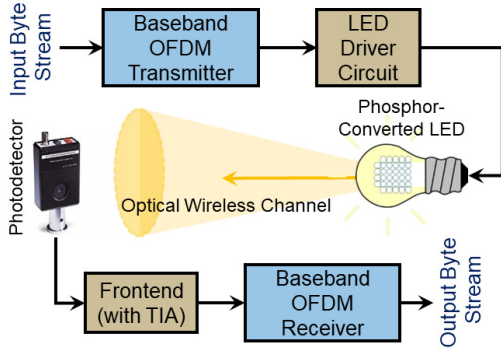 Input Byte
Stream
Baseband
OFDM
Transmitter
LED
Driver
Circuit
Phosphor-
Converted LED
Photodetector
Optical Wireless Channel
Frontend
(with TIA)
Baseband
OFDM
Receiver
Output Byte
Stream